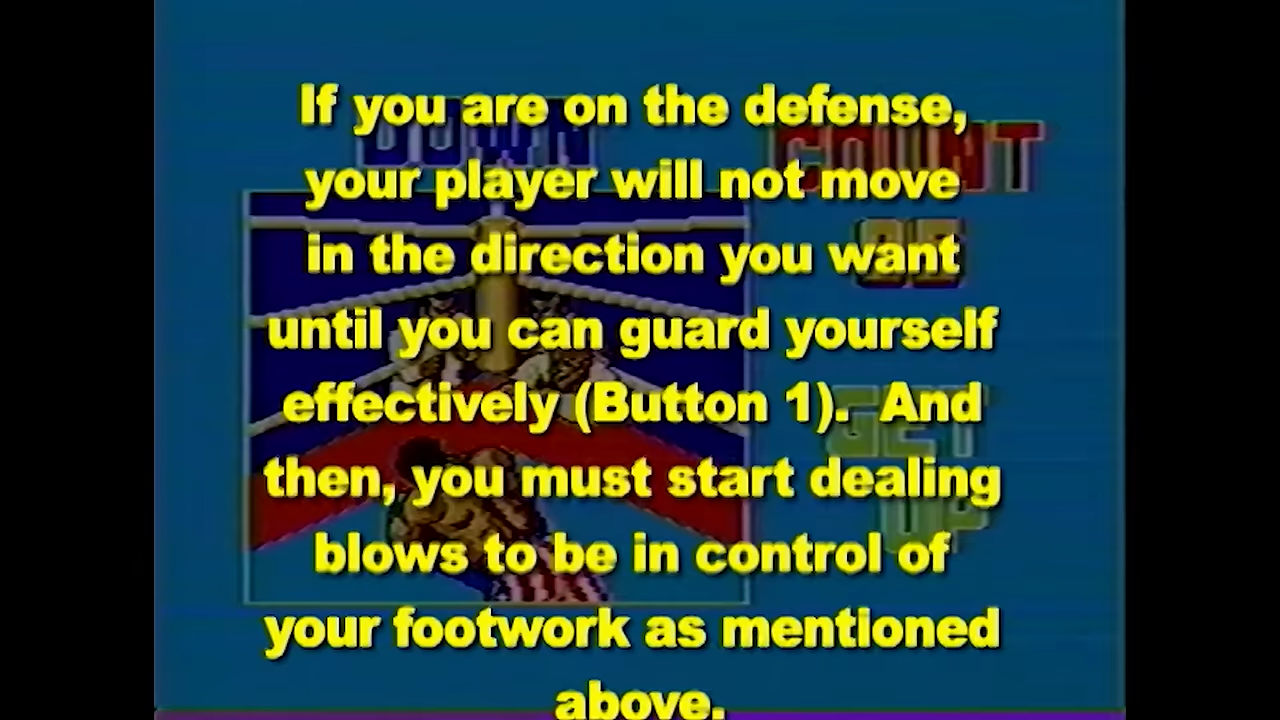 If you are on the defense,
your player will not move
in the direction you want
until you can guard yourself
effectively (Button 1).  And
then, you must start dealing
blows to be in control of
your footwork as mentioned
above.
DOWN
COUNT
GET
UP